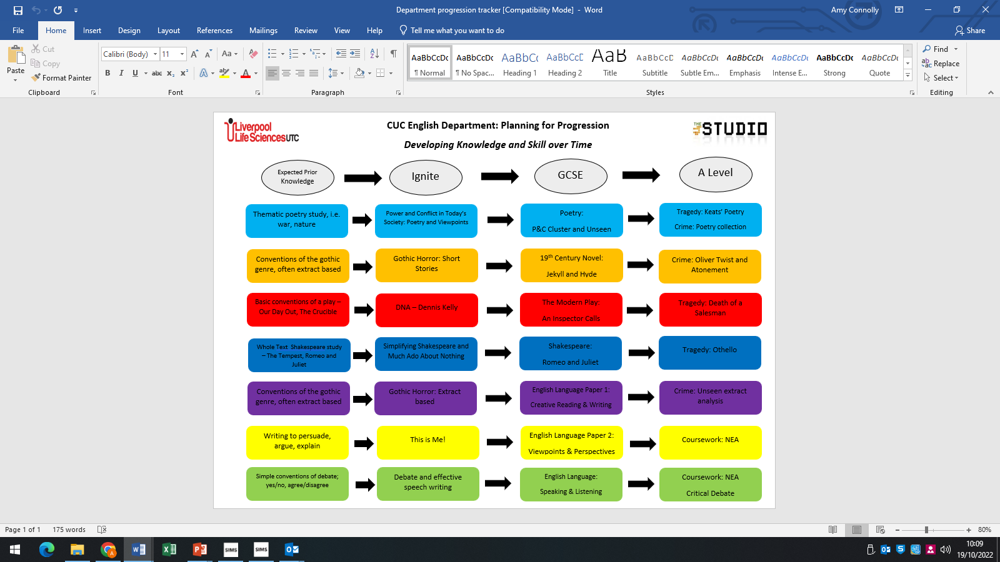 Department progression tracker [Compatibility Mode] - Word
Amy Connolly
File Home Insert Design Layout References Mailings Review View Help Tell me what you want to do Share
Paste
Cut
Copy
Format Painter
Clipboard
Calibri (Body) 11
Font
Paragraph
AaBbCcDc AaBbCcDc AaBbCc AaBbCcD AaB AaBbCcD AaBbCcDc AaBbCcDc AaBbCcDc AaBbCcDc AaBbCcDc
¶ Normal ¶ No Spac... Heading 1 Heading 2 Title Subtitle Subtle Em... Emphasis Intense E... Strong Quote
Styles
Find
Replace
Select
Editing
Liverpool
Life Sciences UTC
CUC English Department: Planning for Progression
Developing Knowledge and Skill over Time
THE STUDIO
Expected Prior
Knowledge
Ignite
GCSE
A Level
Thematic poetry study, i.e.
war, nature
Power and Conflict in Today's
Society: Poetry and Viewpoints
Poetry:
P&C Cluster and Unseen
Tragedy: Keats' Poetry
Crime: Poetry collection
Conventions of the gothic
genre, often extract based
Gothic Horror: Short
Stories
19th Century Novel:
Jekyll and Hyde
Crime: Oliver Twist and
Atonement
Basic conventions of a play –
Our Day Out, The Crucible
DNA – Dennis Kelly
The Modern Play:
An Inspector Calls
Tragedy: Death of a
Salesman
Whole Text Shakespeare study
– The Tempest, Romeo and
Juliet
Simplifying Shakespeare and
Much Ado About Nothing
Shakespeare:
Romeo and Juliet
Tragedy: Othello
Conventions of the gothic
genre, often extract based
Gothic Horror: Extract
based
English Language Paper 1:
Creative Reading & Writing
Crime: Unseen extract
analysis
Writing to persuade,
argue, explain
This is Me!
English Language Paper 2:
Viewpoints & Perspectives
Coursework: NEA
Simple conventions of debate;
yes/no, agree/disagree
Debate and effective
speech writing
English Language:
Speaking & Listening
Coursework: NEA
Critical Debate
Page 1 of 1 175 words
80%
SIMS SIMS
10:09
19/10/2022